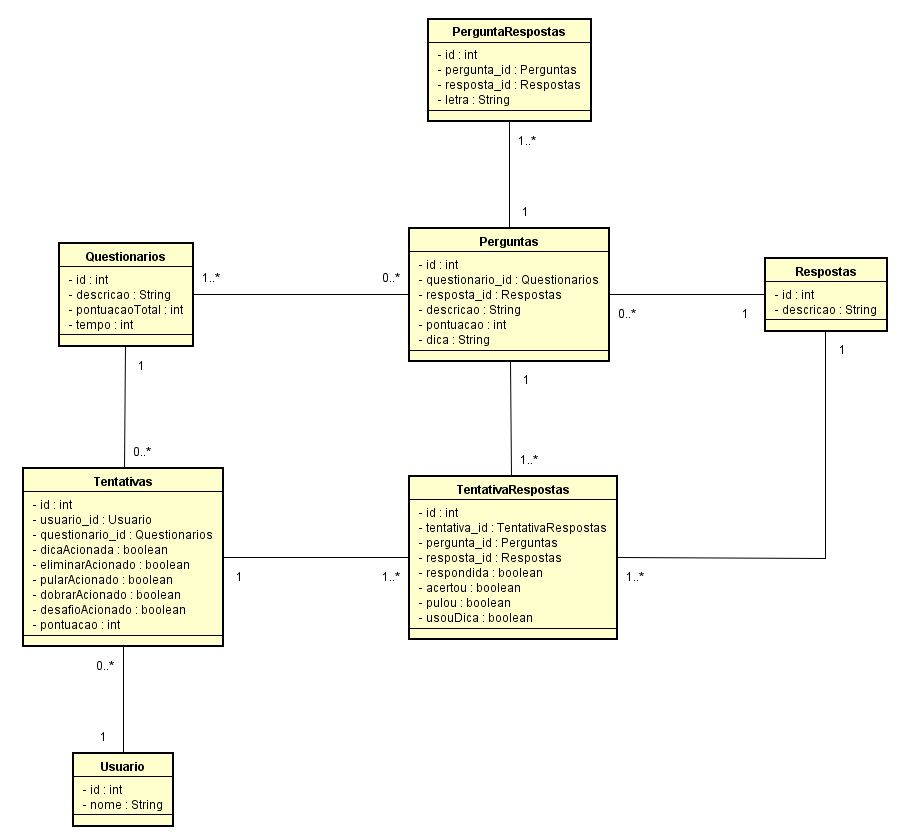 PerguntaRespostas
- id : int
- pergunta_id : Perguntas
- resposta_id : Respostas
- letra : String
1..*
1
Perguntas
- id : int
- questionario_id : Questionarios
- resposta_id : Respostas
- descricao : String
- pontuacao : int
- dica : String
Questionarios
- id : int
- descricao : String
- pontuacaoTotal : int
- tempo : int
1..*
0..*
Respostas
- id : int
- descricao : String
0..*
1
1
0..*
1
1..*
1
Tentativas
- id : int
- usuario_id : Usuario
- questionario_id : Questionarios
- dicaAcionada : boolean
- eliminarAcionado : boolean
- pularAcionado : boolean
- dobrarAcionado : boolean
- desafioAcionado : boolean
- pontuacao : int
TentativaRespostas
- id : int
- tentativa_id : TentativaRespostas
- pergunta_id : Perguntas
- resposta_id : Respostas
- respondida : boolean
- acertou : boolean
- pulou : boolean
- usouDica : boolean
1
1..*
1..*
0..*
1
Usuario
- id : int
- nome : String